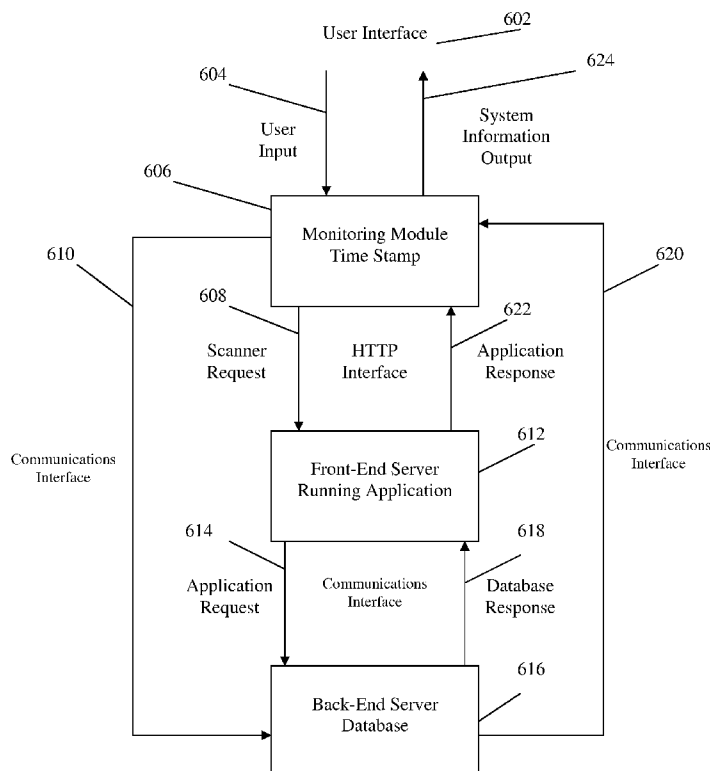 User Interface
602
604
624
User
Input
System
Information
Output
606
Monitoring Module
Time Stamp
610
620
608
622
Scanner
Request
HTTP
Interface
Application
Response
612
Communications
Interface
Front-End Server
Running Application
Communications
Interface
614
618
Application
Request
Communications
Interface
Database
Response
616
Back-End Server
Database